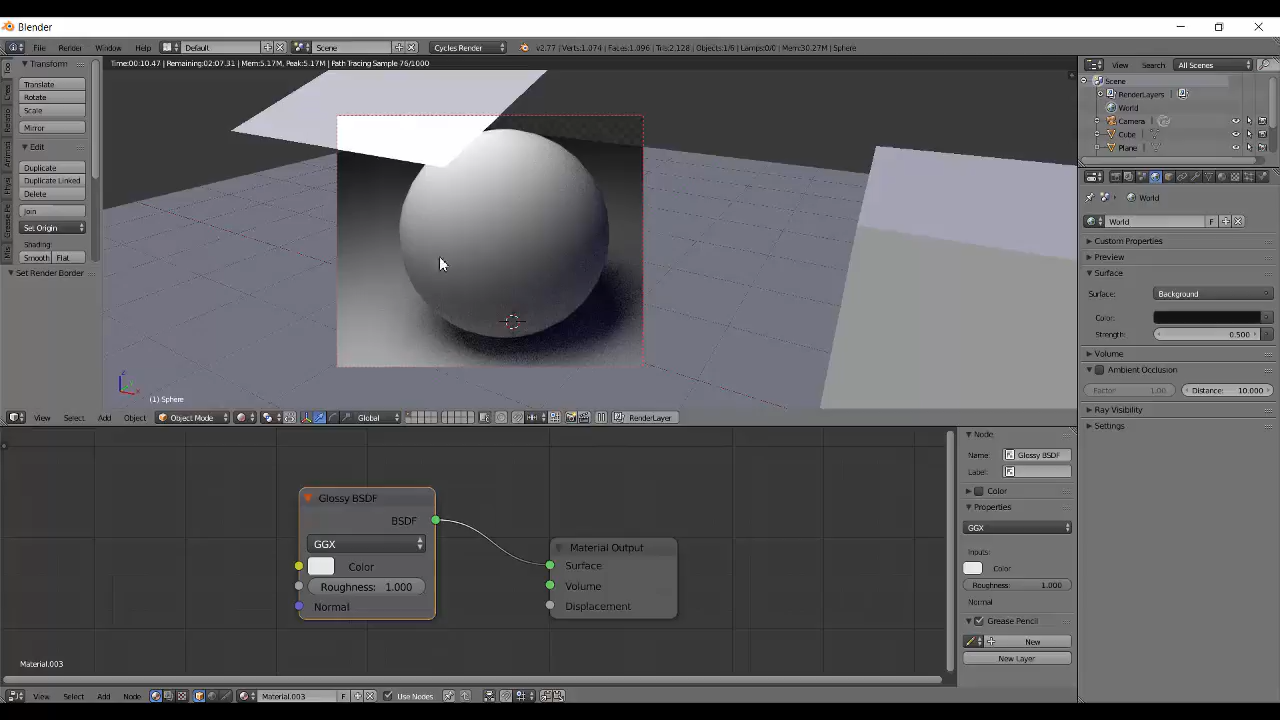 Blender
File Render Window Help Default Scene Cycles Render v2.77 | Verts:1.074 | Faces:1.096 | Tris:2.128 | Objects:1/6 | Lamps:0/0 | Mem:30.27M | Sphere
Transform
Translate
Rotate
Scale
Mirror
Edit
Duplicate
Duplicate Linked
Delete
Join
Set Origin
Shading:
Smooth Flat
Set Render Border
Time:00:10.47 | Remaining:02:07.31 | Mem:5.17M, Peak:5.17M | Path Tracing Sample 76/1000
(1) Sphere
View Select Add Object Object Mode Global RenderLayer
View Search All Scenes
Scene
RenderLayers
World
Camera
Cube
Plane
World
World F
Custom Properties
Preview
Surface
Surface: Background
Color:
Strength: 0.500
Volume
Ambient Occlusion
Factor: 1.00 Distance: 10.000
Ray Visibility
Settings
Glossy BSDF
BSDF
GGX
Color
Roughness: 1.000
Normal
Material Output
Surface
Volume
Displacement
Material.003
Node
Name: Glossy BSDF
Label:
Color
Properties
GGX
Inputs:
Color
Roughness: 1.000
Normal
Grease Pencil
New
New Layer
View Select Add Node Material.003 F Use Nodes